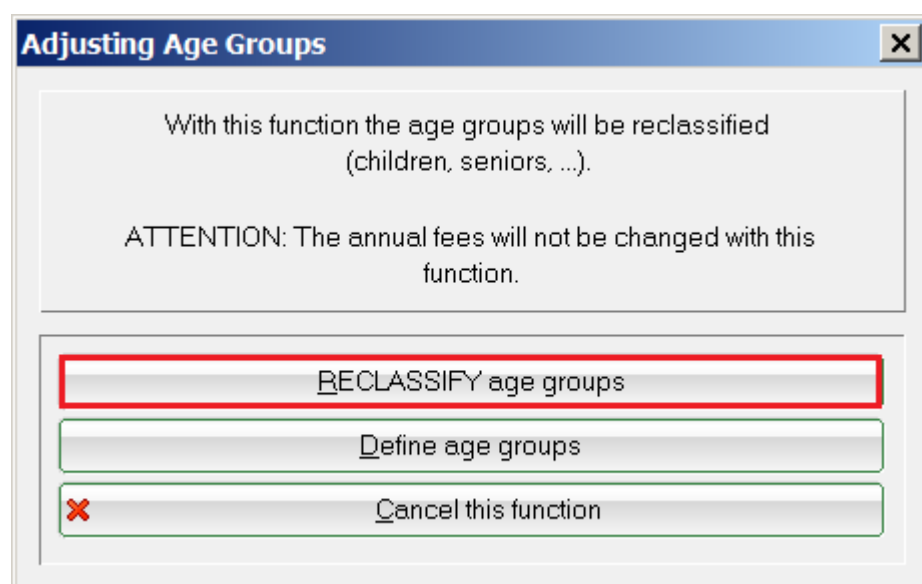 Adjusting Age Groups
With this function the age groups will be reclassified
(children, seniors, ...).
ATTENTION: The annual fees will not be changed with this
function.
RECLASSIFY age groups
Define age groups
Cancel this function